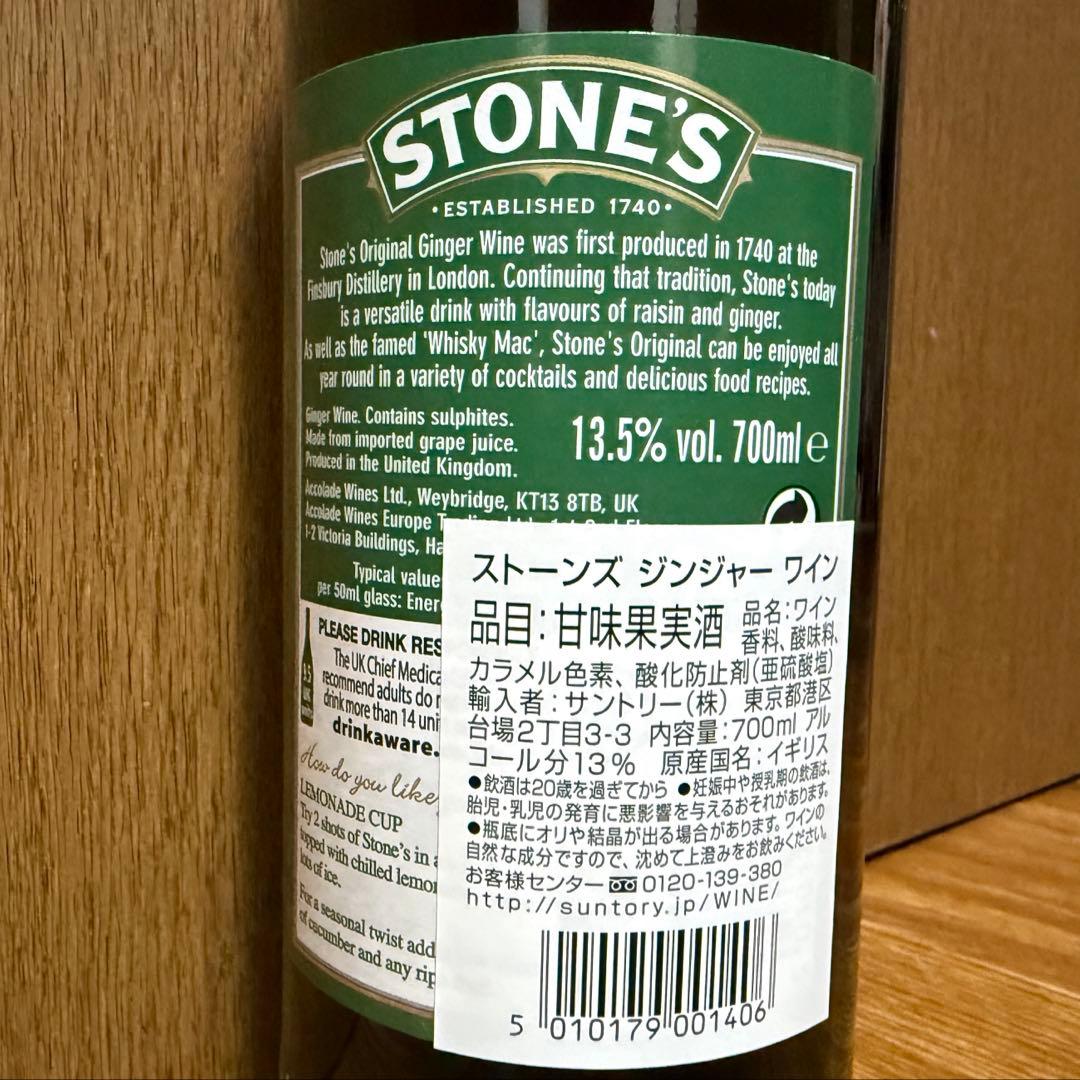 STONE'S
·ESTABLISHED 1740·
Stone's Original Ginger Wine was first produced in 1740 at the
Finsbury Distillery in London. Continuing that tradition, Stone's today
is a versatile drink with flavours of raisin and ginger.
As well as the famed 'Whisky Mac', Stone's Original can be enjoyed all
year round in a variety of cocktails and delicious food recipes.
Ginger Wine. Contains sulphites.
Made from imported grape juice.
Produced in the United Kingdom.
13.5% vol. 700ml e
Accolade Wines Ltd., Weybridge, KT13 8TB, UK
Accolade Wines Europe
1-2 Victoria Buildings,
Typical value
per 50ml glass:
PLEASE DRINK
The UK Chief
recommend adults do
drink more than 14
drinkaware.
How do you like
LEMONADE CUP
Try 2 shots of Stone's in
topped with chilled
lots of ice.
For a seasonal twist add
of cucumber and any
ストーンズ ジンジャー ワイン
品目:甘味果実酒 品名:ワイン
香料、酸味料、
カラメル色素、酸化防止剤(亜硫酸塩)
輸入者:サントリー(株) 東京都港区
台場2丁目3-3 内容量:700ml アル
コール分13% 原産国名:イギリス
●飲酒は20歳を過ぎてから ●妊娠中や授乳期の飲酒は、
胎児・乳児の発育に悪影響を与えるおそれがあります。
●瓶底にオリや結晶が出る場合があります。ワインの
自然な成分ですので、沈めて上澄みをお飲みください。
お客様センター 0120-139-380
http://suntory.jp/WINE/
5 010179 001406